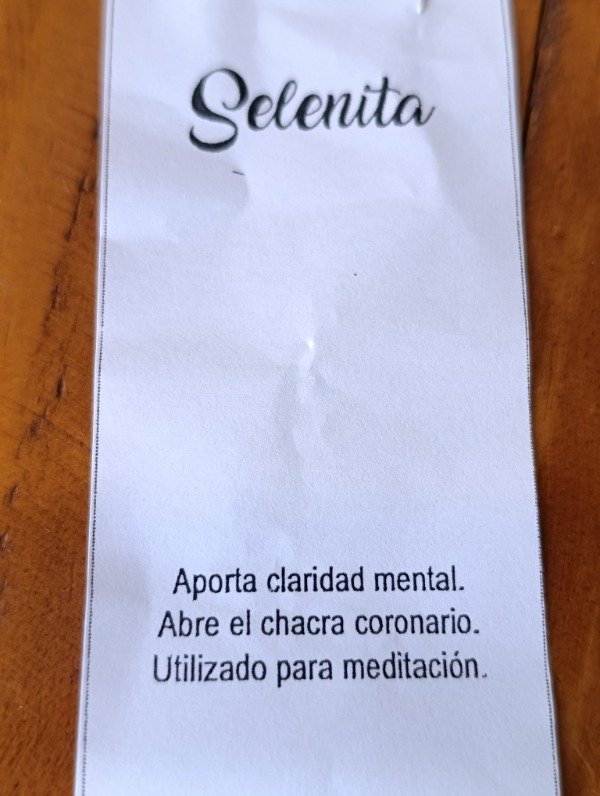 Selenita
Aporta claridad mental.
Abre el chacra coronario.
Utilizado para meditación.